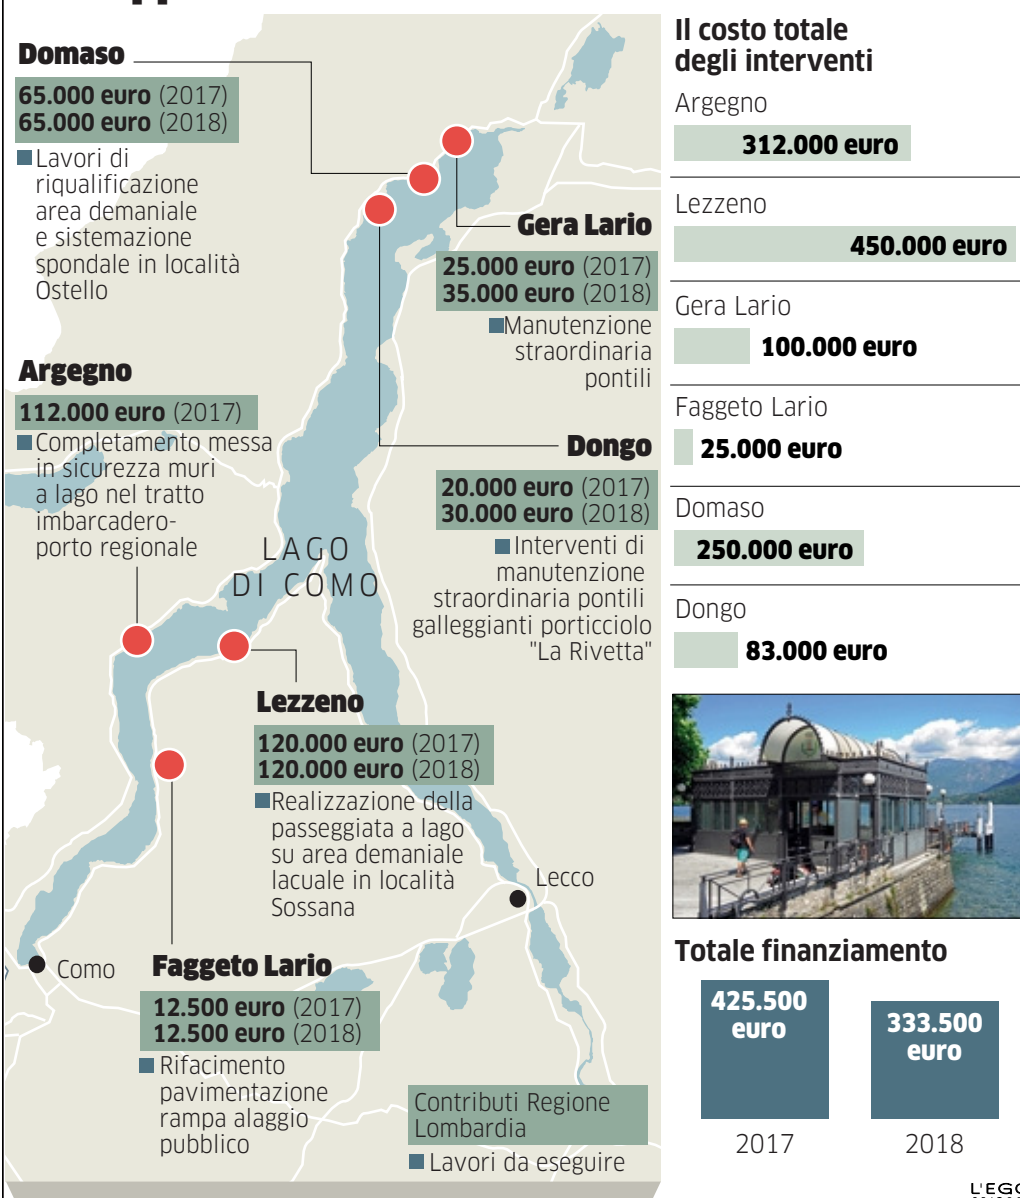 Domaso
65.000 euro (2017)
65.000 euro (2018)
Lavori di
riqualificazione
area demaniale
e sistemazione
spondale in località
Ostello
Gera Lario
25.000 euro (2017)
35.000 euro (2018)
Manutenzione
straordinaria
pontili
Argegno
112.000 euro (2017)
Completamento messa
in sicurezza muri
a lago nel tratto
imbarcadero-
porto regionale
Dongo
20.000 euro (2017)
30.000 euro (2018)
Interventi di
manutenzione
straordinaria pontili
galleggianti porticciolo
"La Rivetta"
LAGO
DI COMO
Lezzeno
120.000 euro (2017)
120.000 euro (2018)
Realizzazione della
passeggiata a lago
su area demaniale
lacuale in località
Sossana
Lecco
Como
Faggeto Lario
12.500 euro (2017)
12.500 euro (2018)
Rifacimento
pavimentazione
rampa alaggio
pubblico
Contributi Regione
Lombardia
Lavori da eseguire
Il costo totale
degli interventi
Argegno
312.000 euro
Lezzeno
450.000 euro
Gera Lario
100.000 euro
Faggeto Lario
25.000 euro
Domaso
250.000 euro
Dongo
83.000 euro
Totale finanziamento
425.500
euro
333.500
euro
2017
2018
L'EGO